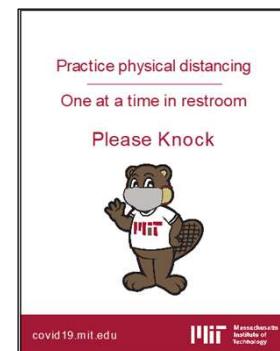 Practice physical distancing
One at a time in restroom
Please Knock
MIT
covid19.mit.edu
MIT
Massachusetts
Institute of
Technology